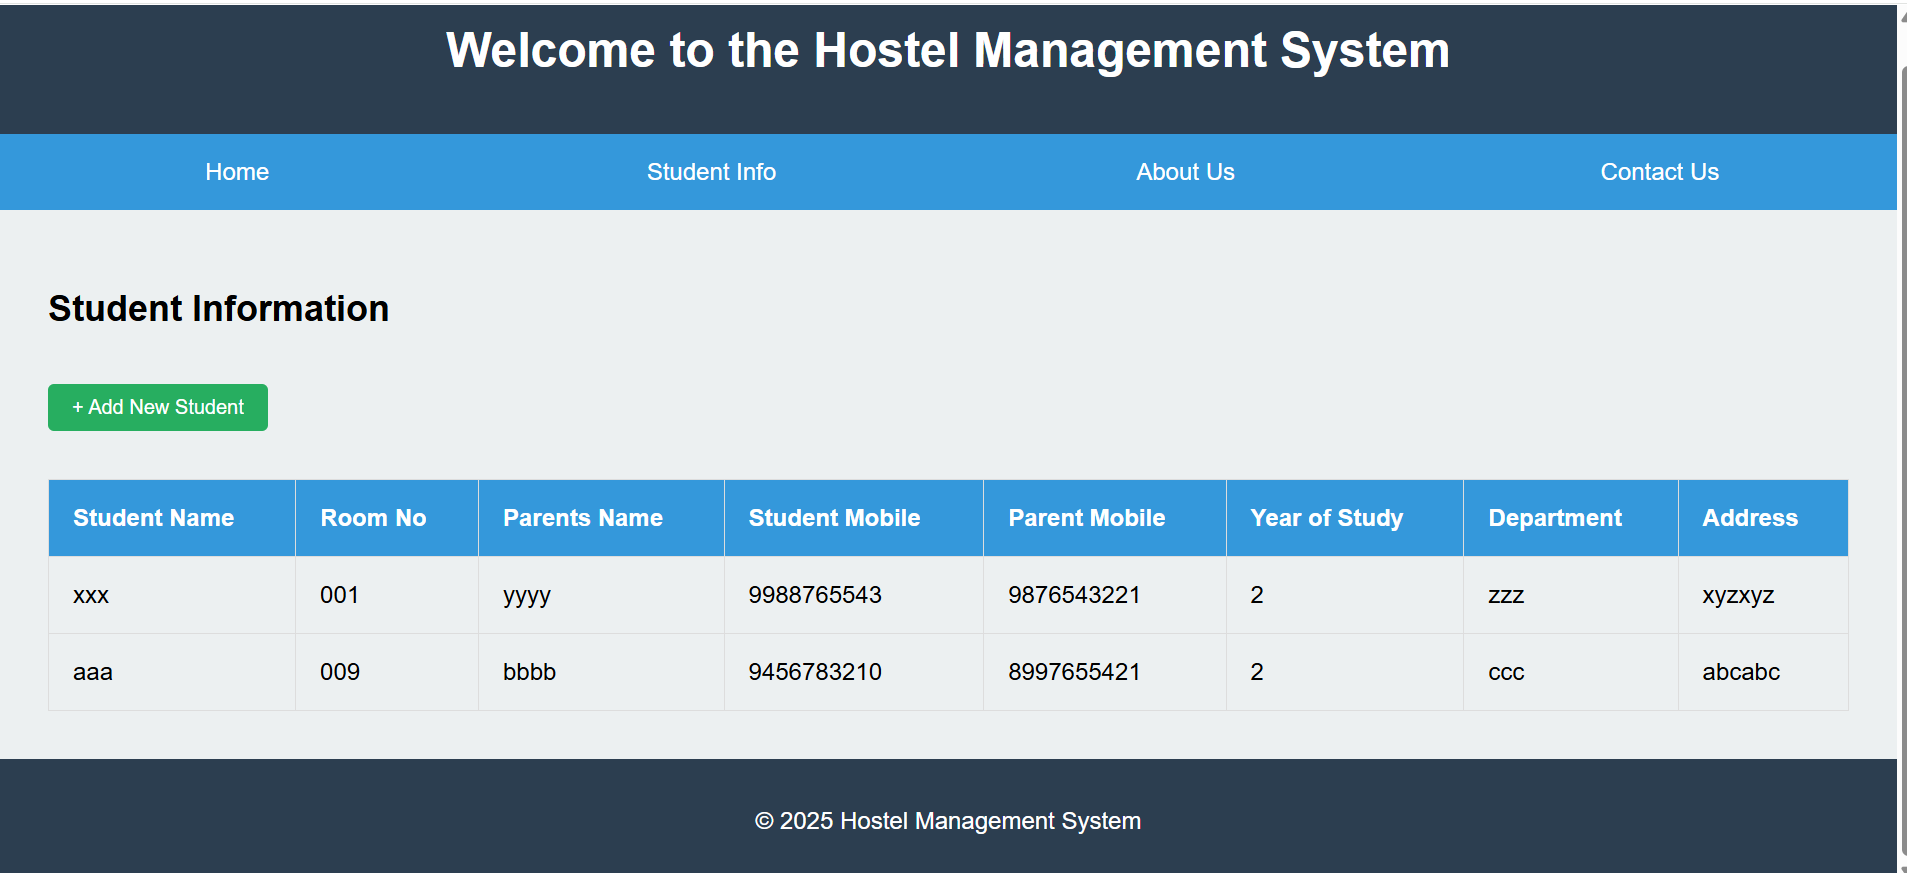 Welcome to the Hostel Management System
Home Student Info About Us Contact Us
Student Information
+ Add New Student
Student Name Room No Parents Name Student Mobile Parent Mobile Year of Study Department Address
xxx 001 yyyy 9988765543 9876543221 2 zzz xyzxyz
aaa 009 bbbb 9456783210 8997655421 2 ccc abcabc
© 2025 Hostel Management System